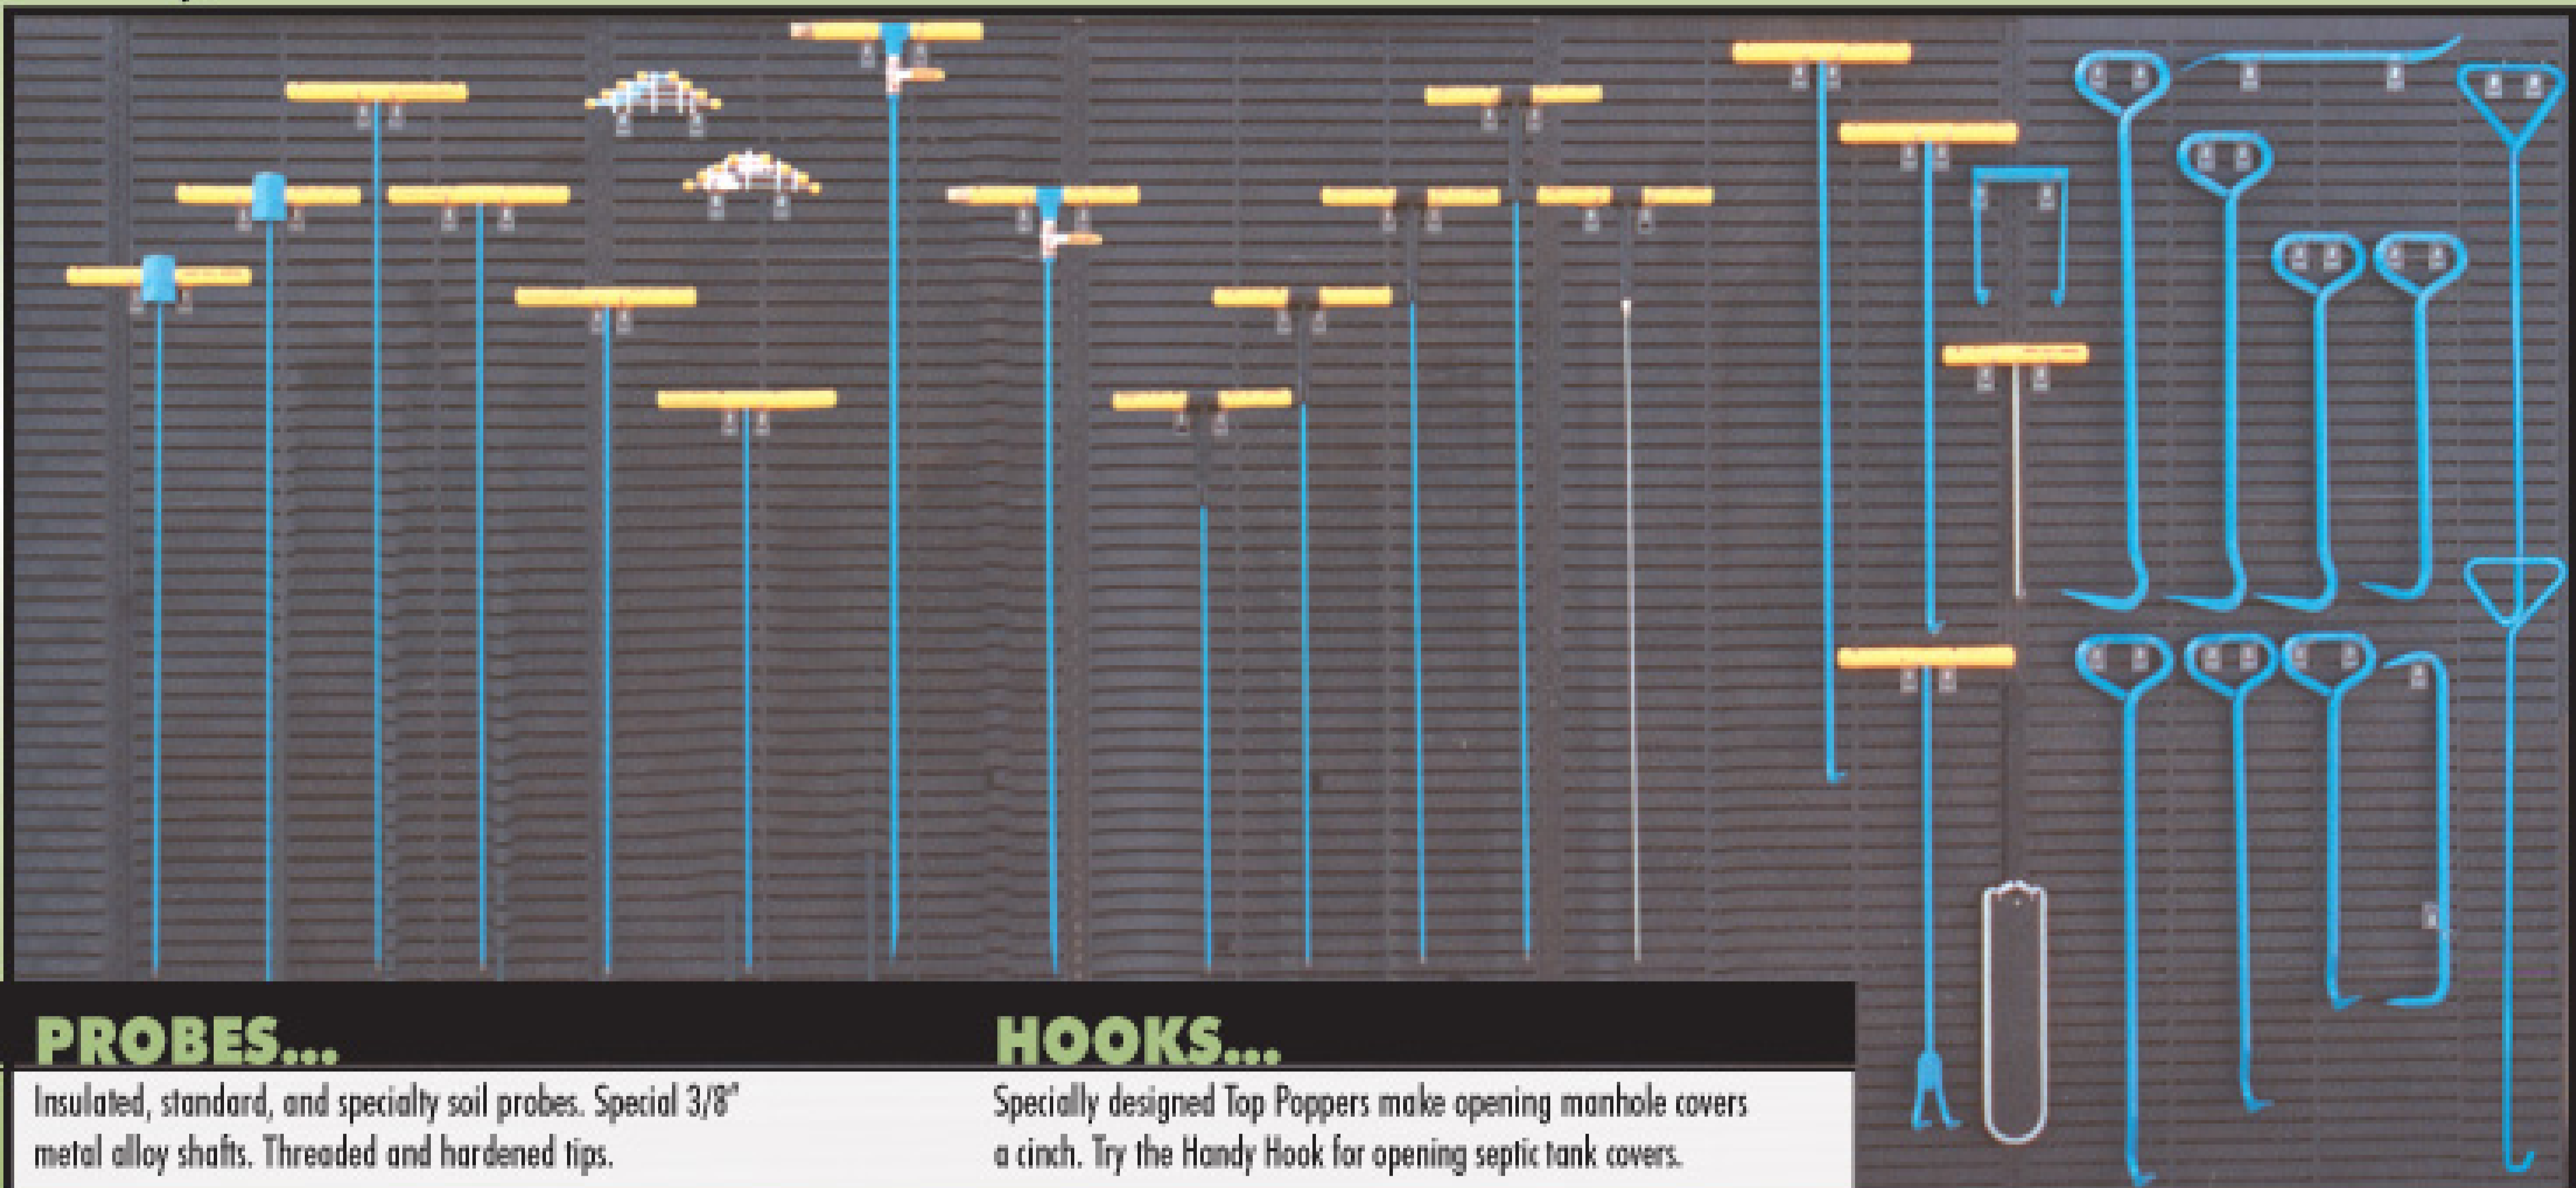 PROBES...
Insulated, standard, and specialty soil probes. Special 3/8"
metal alloy shafts. Threaded and hardened tips.
HOOKS...
Specially designed Top Poppers make opening manhole covers
a cinch. Try the Handy Hook for opening septic tank covers.